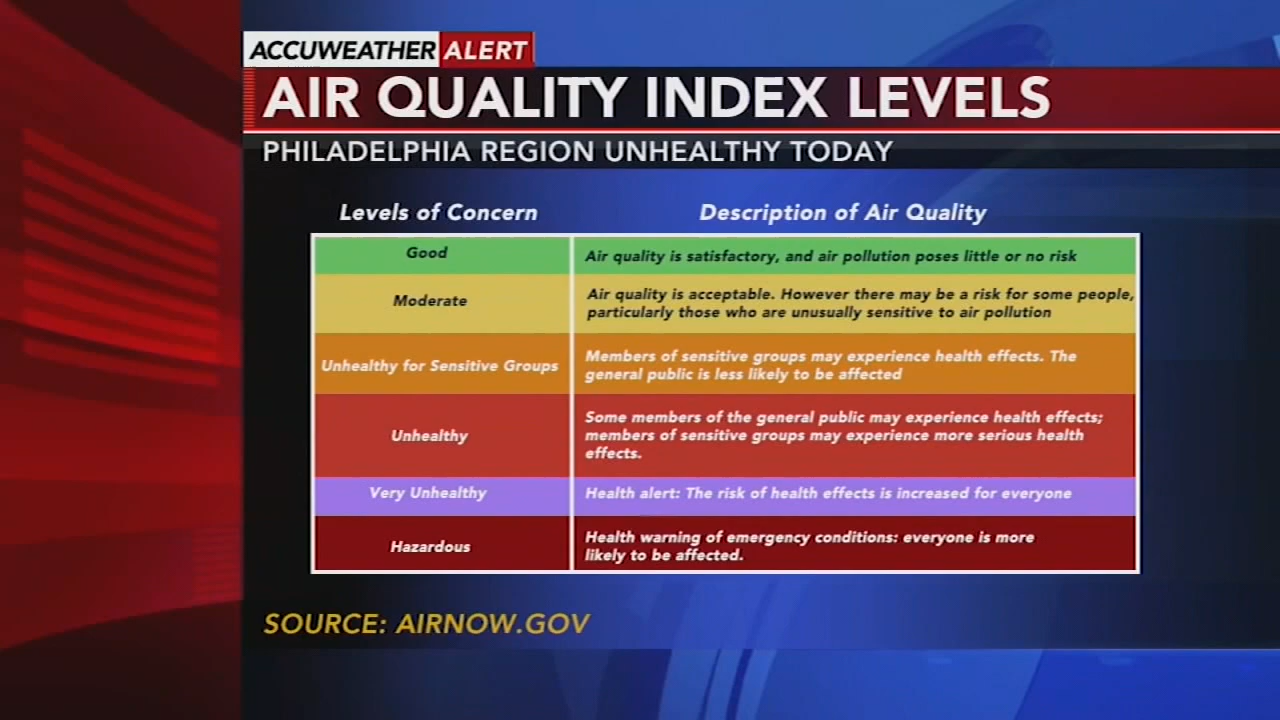 ACCUWEATHER ALERT
AIR QUALITY INDEX LEVELS
PHILADELPHIA REGION UNHEALTHY TODAY
Levels of Concern
Description of Air Quality
Good
Air quality is satisfactory, and air pollution poses little or no risk
Moderate
Air quality is acceptable. However there may be a risk for some people,
particularly those who are unusually sensitive to air pollution
Unhealthy for Sensitive Groups
Members of sensitive groups may experience health effects. The
general public is less likely to be affected
Unhealthy
Some members of the general public may experience health effects;
members of sensitive groups may experience more serious health
effects.
Very Unhealthy
Health alert: The risk of health effects is increased for everyone
Hazardous
Health warning of emergency conditions: everyone is more
likely to be affected.
SOURCE: AIRNOW.GOV